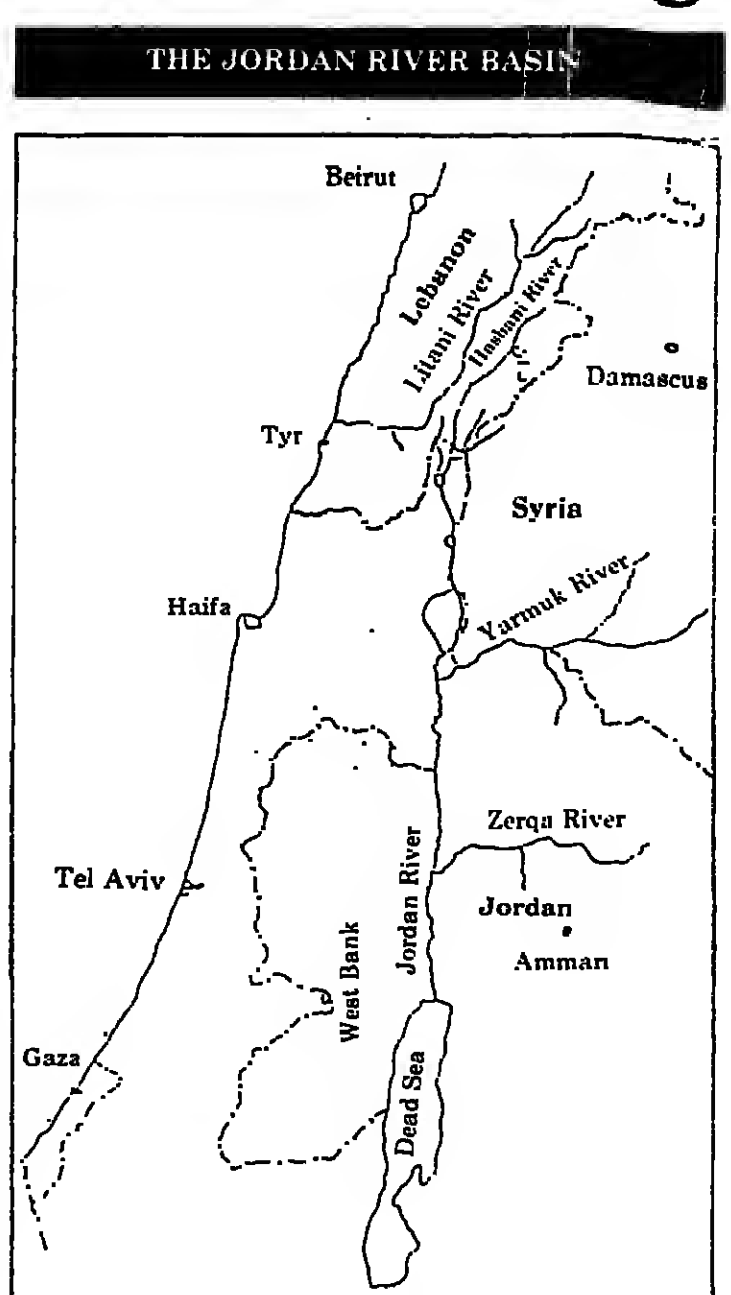 THE JORDAN RIVER BASIN
Beirut
Lebanon
Litani River
Hasbani River
Damascus
Tyr
Syria
Haifa
Yarmuk River
Zerqa River
Tel Aviv
Jordan River
Jordan
West Bank
Amman
Gaza
Dead Sea